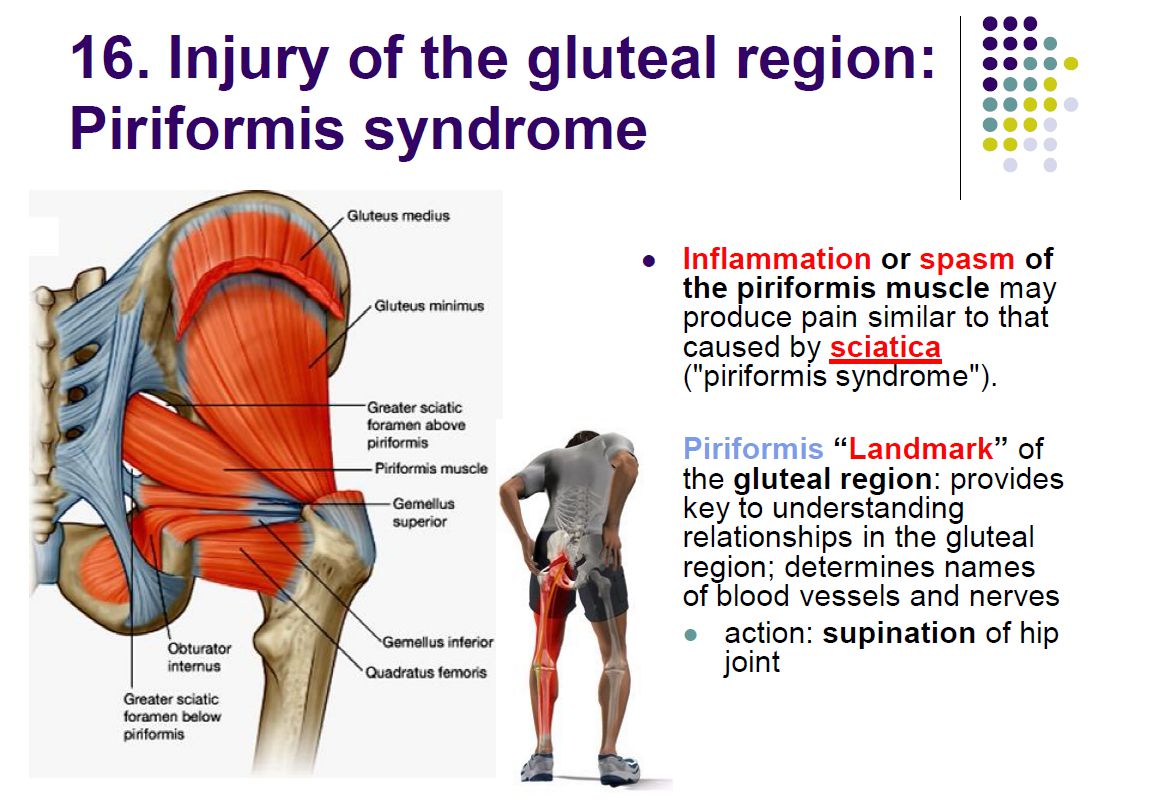 16. Injury of the gluteal region:
Piriformis syndrome
Gluteus medius
Gluteus minimus
Greater sciatic
foramen above
piriformis
Piriformis muscle
Gemellus
superior
Obturator
internus
Gemellus inferior
Quadratus femoris
Greater sciatic
foramen below
piriformis
Inflammation or spasm of
the piriformis muscle may
produce pain similar to that
caused by sciatica
("piriformis syndrome").
Piriformis “Landmark” of
the gluteal region: provides
key to understanding
relationships in the gluteal
region; determines names
of blood vessels and nerves
action: supination of hip
joint